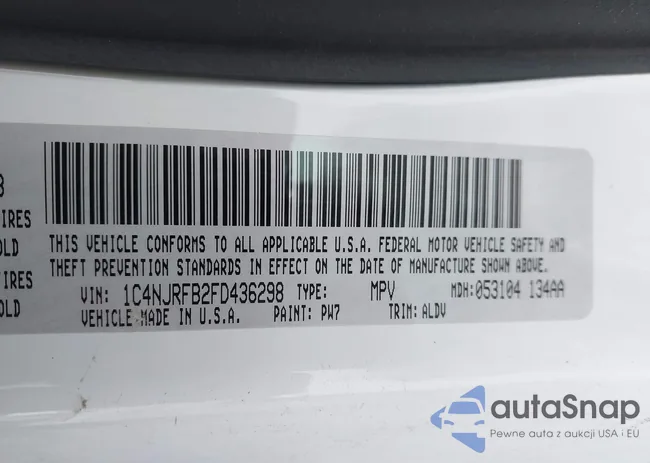 3
IRES
OLD
IRES
OLD
THIS VEHICLE CONFORMS TO ALL APPLICABLE U.S.A. FEDERAL MOTOR VEHICLE SAFETY AND
THEFT PREVENTION STANDARDS IN EFFECT ON THE DATE OF MANUFACTURE SHOWN ABOVE.
VIN: 1C4NJRFB2FD436298 TYPE: MPV MDH: 053104 134AA
VEHICLE MADE IN U.S.A. PAINT: PW7 TRIM: ALDV
autaSnap
Pewne auta z aukcji USA i EU